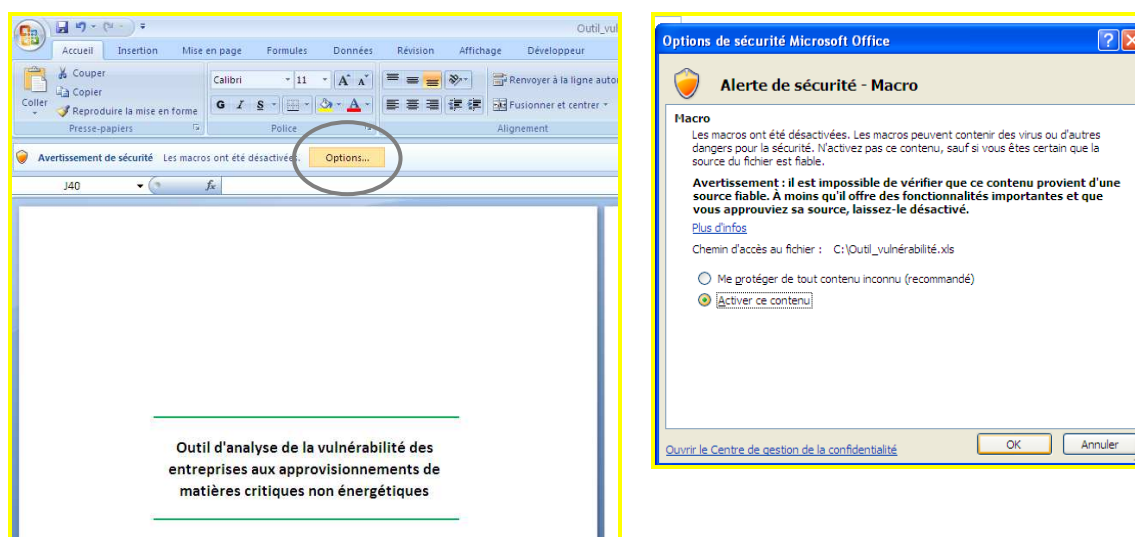 Outil_vul
Accueil Insertion Mise en page Formules Données Révision Affichage Développeur
Couper
Copier
Reproduire la mise en forme
Coller
Calibri 11 A A
Renvoyer à la ligne auto
G I S A
Fusionner et centrer
Presse-papiers Police Alignement
Avertissement de sécurité Les macros ont été désactivées. Options...
J40 fx
Outil d'analyse de la vulnérabilité des
entreprises aux approvisionnements de
matières critiques non énergétiques
Options de sécurité Microsoft Office
Alerte de sécurité - Macro
Macro
Les macros ont été désactivées. Les macros peuvent contenir des virus ou d'autres
dangers pour la sécurité. N'activez pas ce contenu, sauf si vous êtes certain que la
source du fichier est fiable.
Avertissement : il est impossible de vérifier que ce contenu provient d'une
source fiable. À moins qu'il offre des fonctionnalités importantes et que
vous approuviez sa source, laissez-le désactivé.
Plus d'infos
Chemin d'accès au fichier : C:\Outil_vulnérabilité.xls
Me protéger de tout contenu inconnu (recommandé)
Activer ce contenu
Ouvrir le Centre de gestion de la confidentialité
OK Annuler